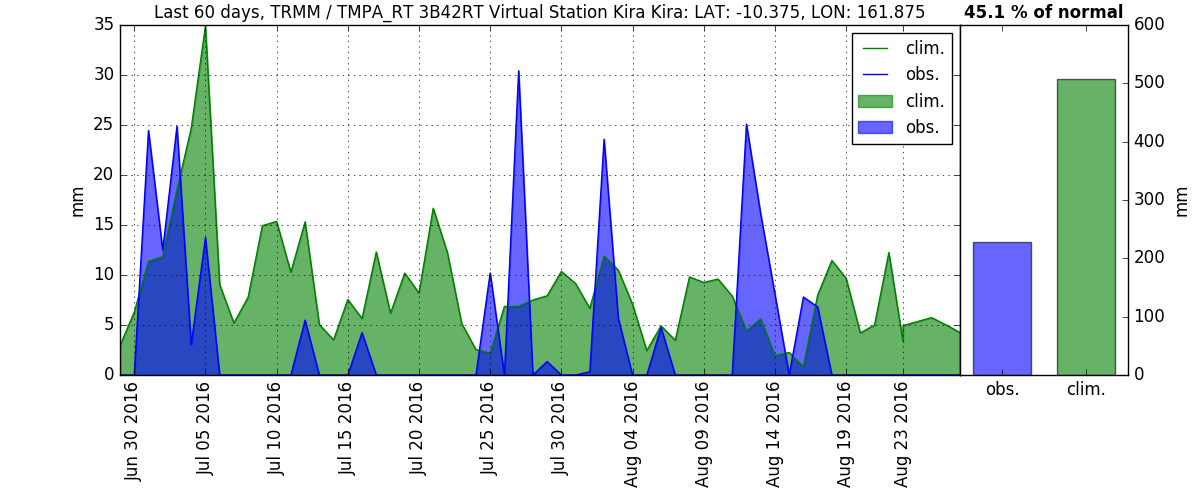 Last 60 days, TRMM / TMPA_RT 3B42RT Virtual Station Kira Kira: LAT: -10.375, LON: 161.875
45.1 % of normal
35
30
25
20
15
10
5
0
mm
clim.
obs.
clim.
obs.
600
500
400
300
200
100
0
mm
obs.
clim.
Jun 30 2016
Jul 05 2016
Jul 10 2016
Jul 15 2016
Jul 20 2016
Jul 25 2016
Jul 30 2016
Aug 04 2016
Aug 09 2016
Aug 14 2016
Aug 19 2016
Aug 23 2016